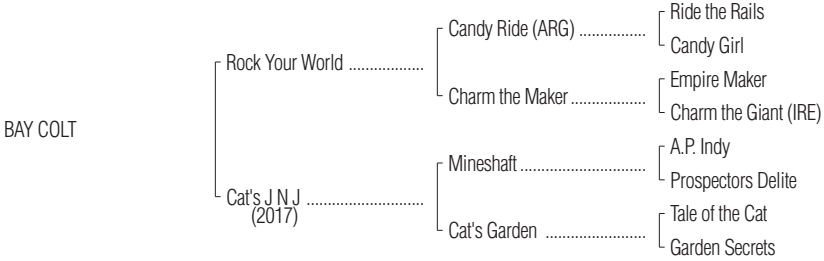 Ride the Rails
Candy Ride (ARG) ................
Candy Girl
Rock Your World ..................
Empire Maker
Charm the Maker ..................
Charm the Giant (IRE)
BAY COLT
A.P. Indy
Mineshaft ..............................
Prospectors Delite
Cat's J N J ............................
(2017)
Tale of the Cat
Cat's Garden ........................
Garden Secrets